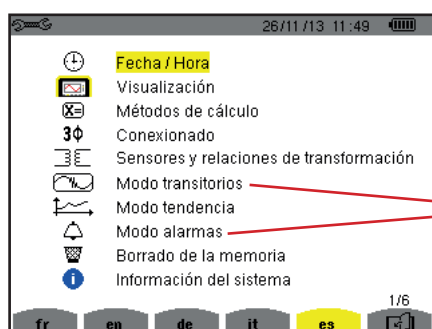 26/11/13 11:49
Fecha / Hora
Visualización
X= Métodos de cálculo
3Φ Conexionado
Sensores y relaciones de transformación
Modo transitorios
Modo tendencia
Modo alarmas
Borrado de la memoria
i Información del sistema
1/6
fr en de it es